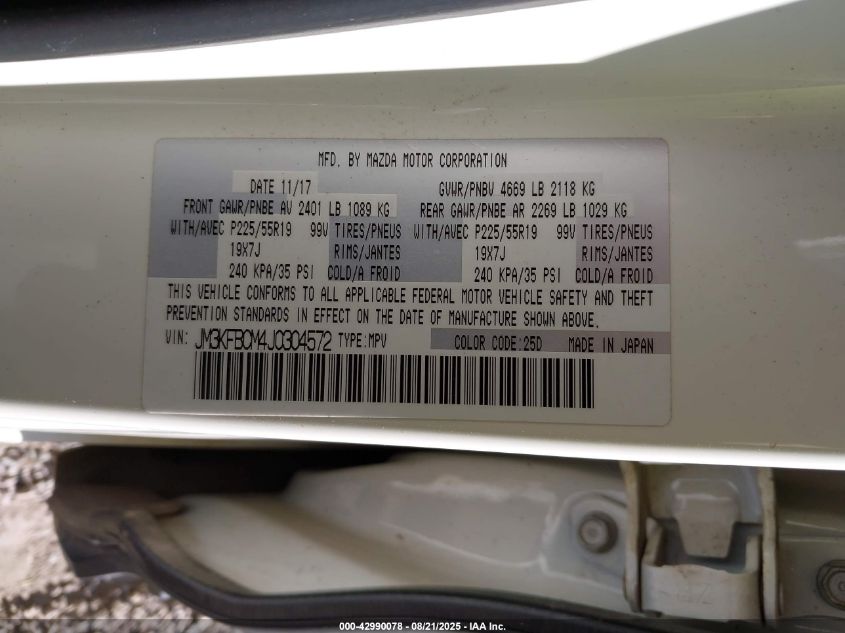 MFD. BY MAZDA MOTOR CORPORATION
DATE 11/17 GVWR/PNBV 4669 LB 2118 KG
FRONT GAWR/PNBE AV 2401 LB 1089 KG REAR GAWR/PNBE AR 2269 LB 1029 KG
WITH/AVEC P225/55R19 99V TIRES/PNEUS WITH/AVEC P225/55R19 99V TIRES/PNEUS
19X7J RIMS/JANTES 19X7J RIMS/JANTES
240 KPA/35 PSI COLD/A FROID 240 KPA/35 PSI COLD/A FROID
THIS VEHICLE CONFORMS TO ALL APPLICABLE FEDERAL MOTOR VEHICLE SAFETY AND THEFT
PREVENTION STANDARDS IN EFFECT ON THE DATE OF MANUFACTURE SHOWN ABOVE.
VIN: JM3KFBCM4J0304572 TYPE:MPV COLOR CODE:25D MADE IN JAPAN
000-42990078 - 08/21/2025 - IAA Inc.